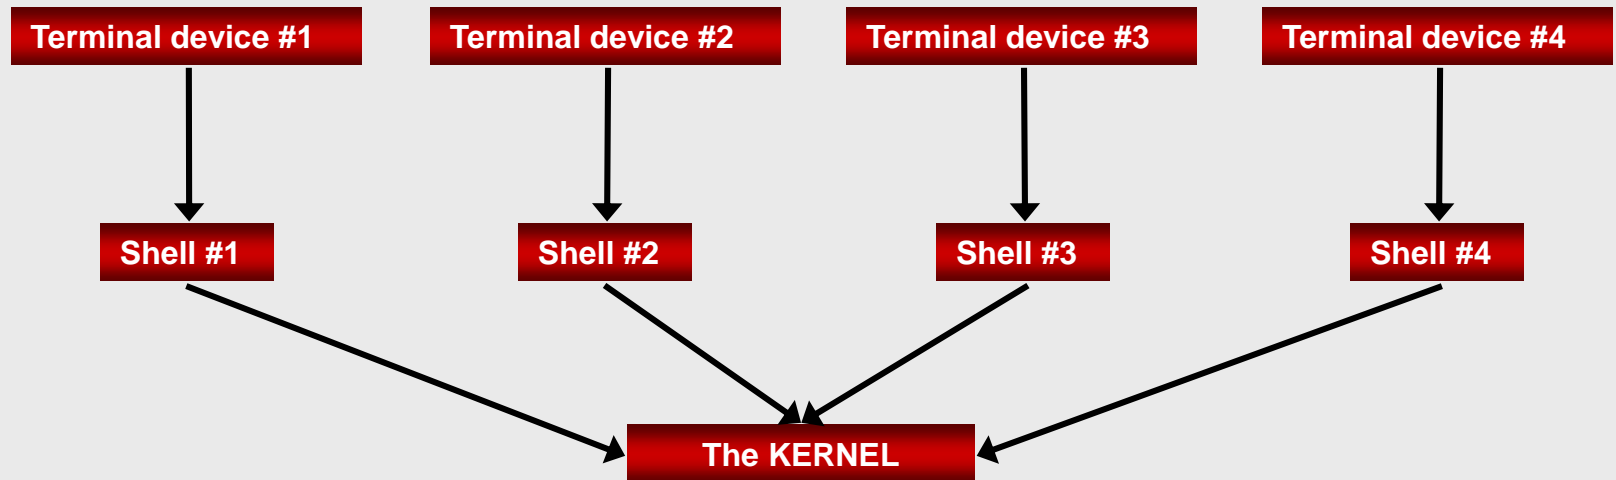 Terminal device #1
Terminal device #2
Terminal device #3
Terminal device #4
Shell #1
Shell #2
Shell #3
Shell #4
The KERNEL